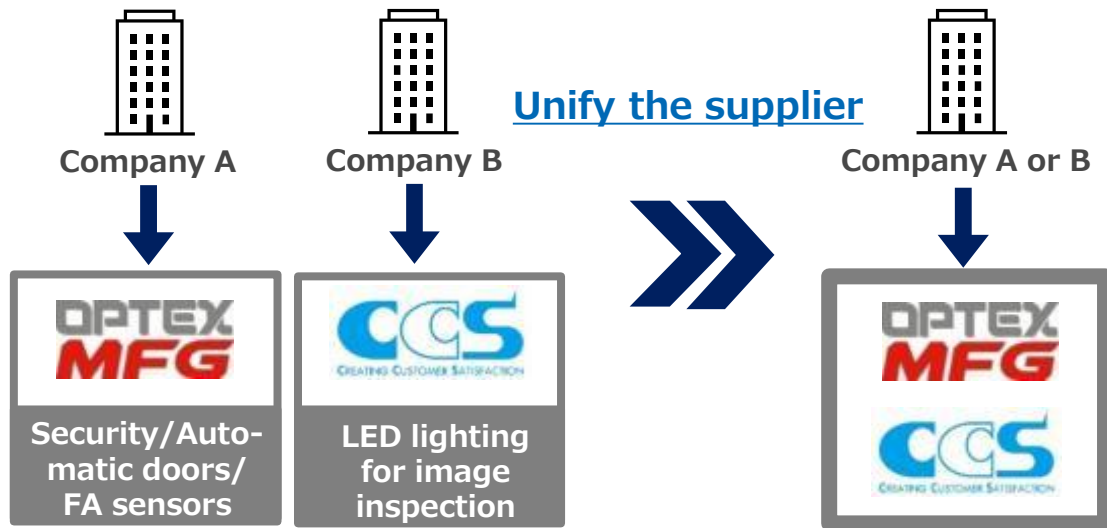 Company A
Company B
Unify the supplier
Company A or B
OPTEX
MFG
CCS
CREATING CUSTOMER SATISFACTION
OPTEX
MFG
CCS
CREATING CUSTOMER SATISFACTION
Security/Auto-
matic doors/
FA sensors
LED lighting
for image
inspection